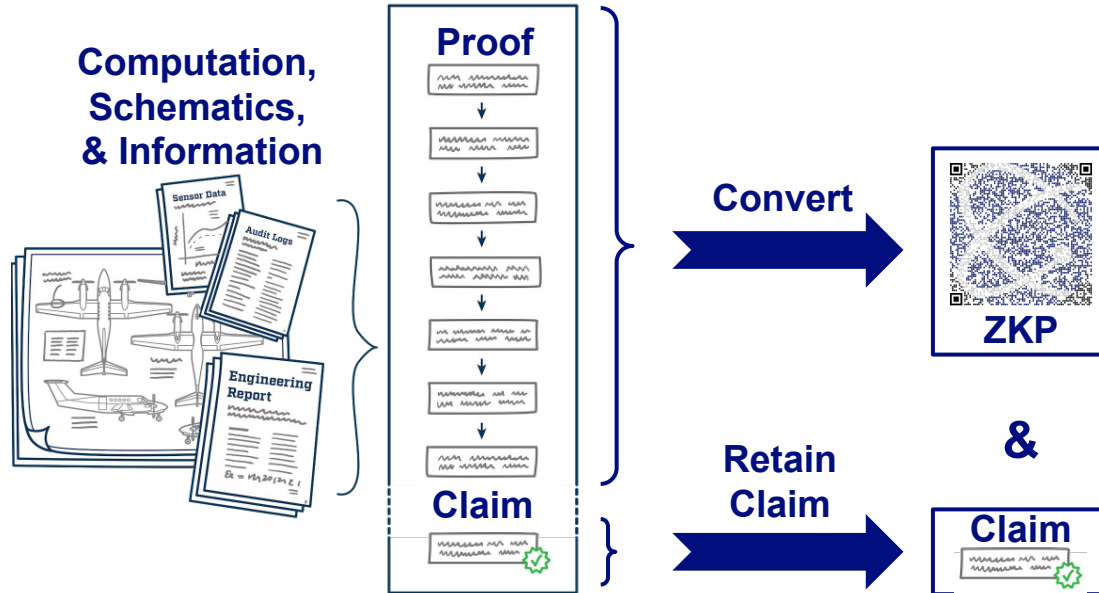 Computation,
Schematics,
& Information
Sensor Data
Audit Logs
Engineering
Report
Proof
Claim
Convert
Retain
Claim
ZKP
&
Claim